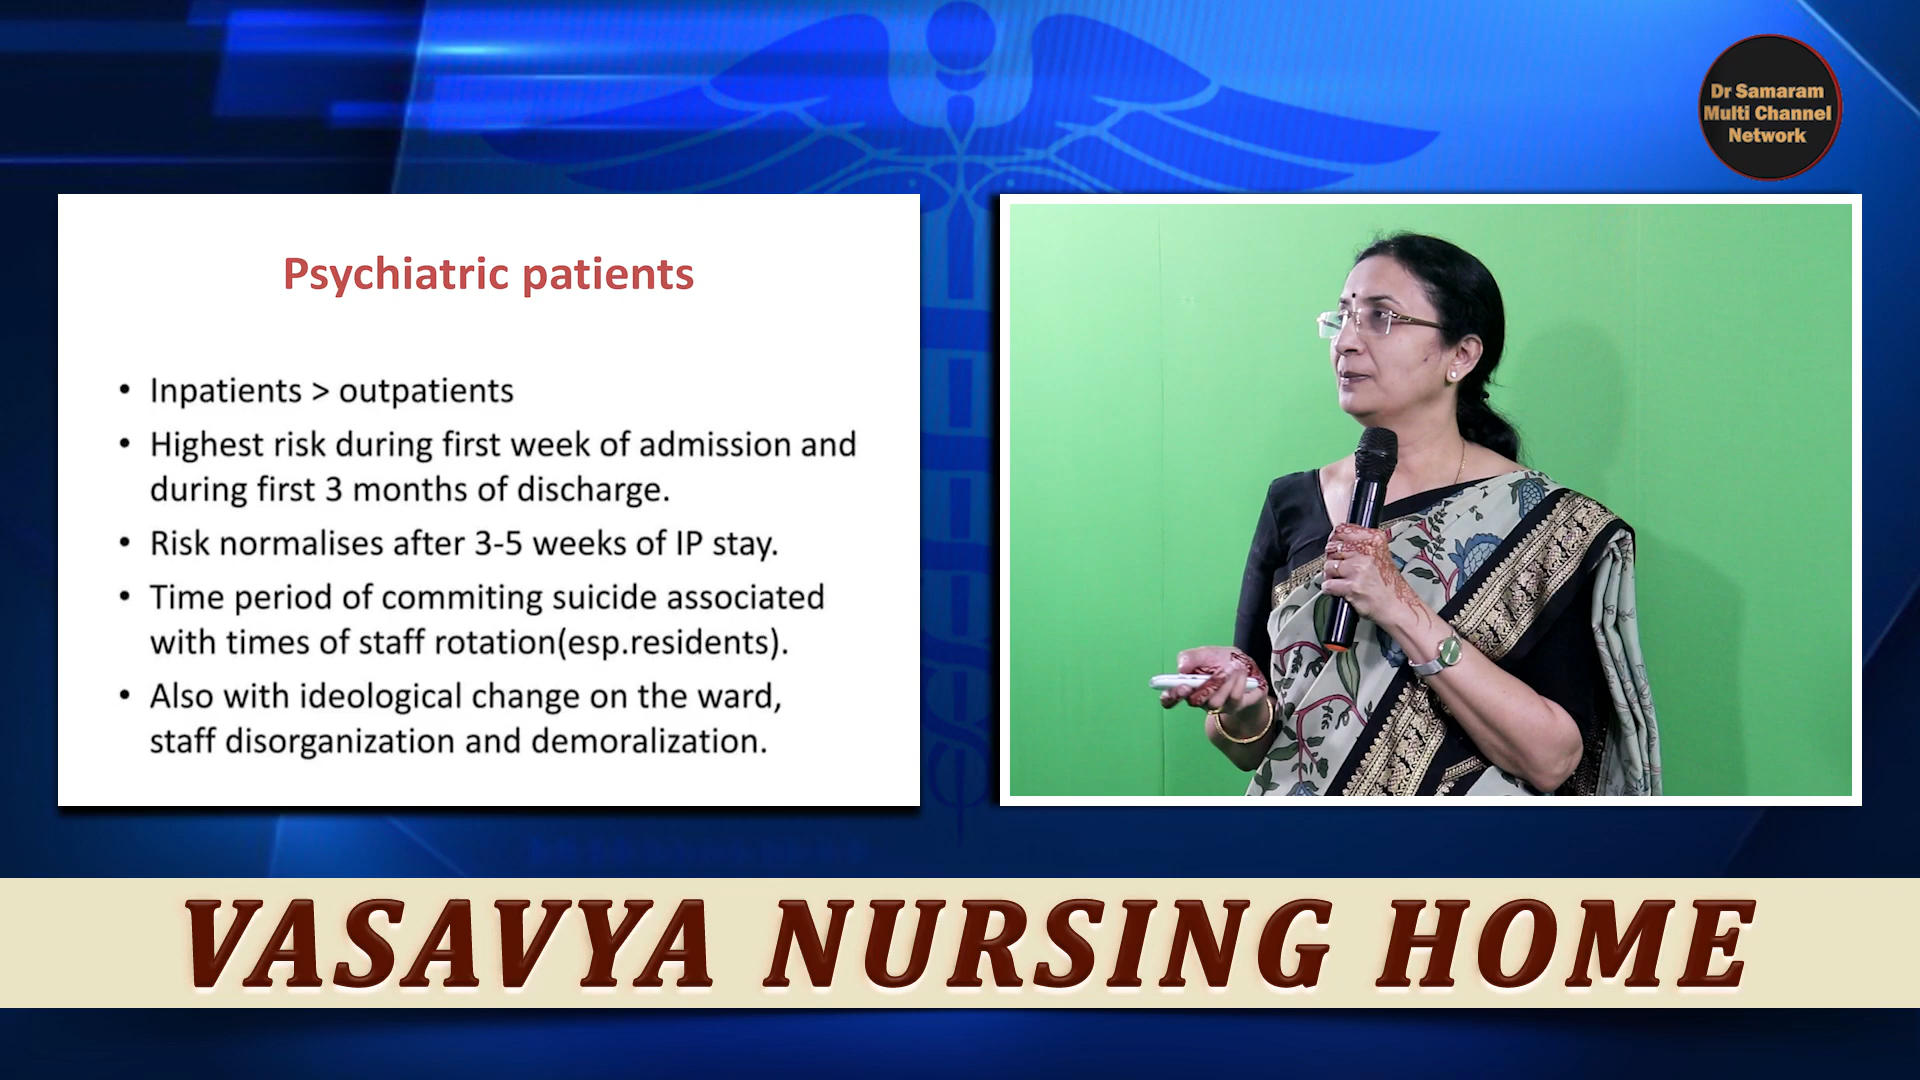 Dr Samaram
Multi Channel
Network
Psychiatric patients
• Inpatients > outpatients
• Highest risk during first week of admission and
during first 3 months of discharge.
• Risk normalises after 3-5 weeks of IP stay.
• Time period of commiting suicide associated
with times of staff rotation(esp.residents).
• Also with ideological change on the ward,
staff disorganization and demoralization.
VASAVYA NURSING HOME